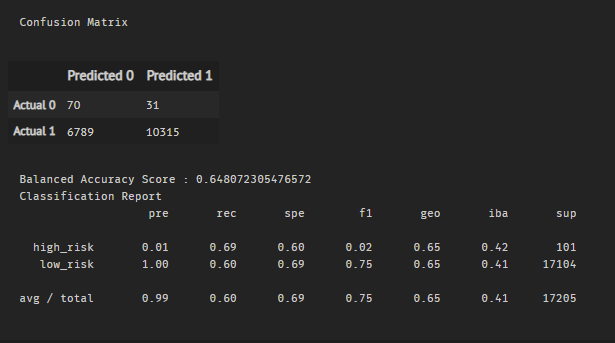 Confusion Matrix
Predicted 0 Predicted 1
Actual 0 70 31
Actual 1 6789 10315
Balanced Accuracy Score : 0.648072305476572
Classification Report
pre rec spe f1 geo iba sup
high_risk 0.01 0.69 0.60 0.02 0.65 0.42 101
low_risk 1.00 0.60 0.69 0.75 0.65 0.41 17104
avg / total 0.99 0.60 0.69 0.75 0.65 0.41 17205